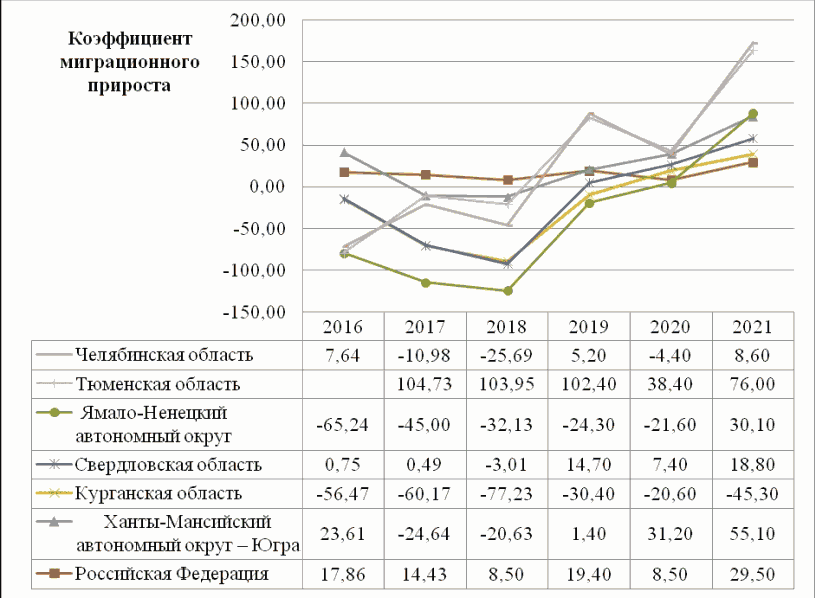 Коэффициент
миграционного
прироста
200,00
150,00
100,00
50,00
0,00
-50,00
-100,00
-150,00
2016 2017 2018 2019 2020 2021
Челябинская область 7,64 -10,98 -25,69 5,20 -4,40 8,60
Тюменская область 104,73 103,95 102,40 38,40 76,00
Ямало-Ненецкий
автономный округ -65,24 -45,00 -32,13 -24,30 -21,60 30,10
Свердловская область 0,75 0,49 -3,01 14,70 7,40 18,80
Курганская область -56,47 -60,17 -77,23 -30,40 -20,60 -45,30
Ханты-Мансийский
автономный округ – Югра 23,61 -24,64 -20,63 1,40 31,20 55,10
Российская Федерация 17,86 14,43 8,50 19,40 8,50 29,50